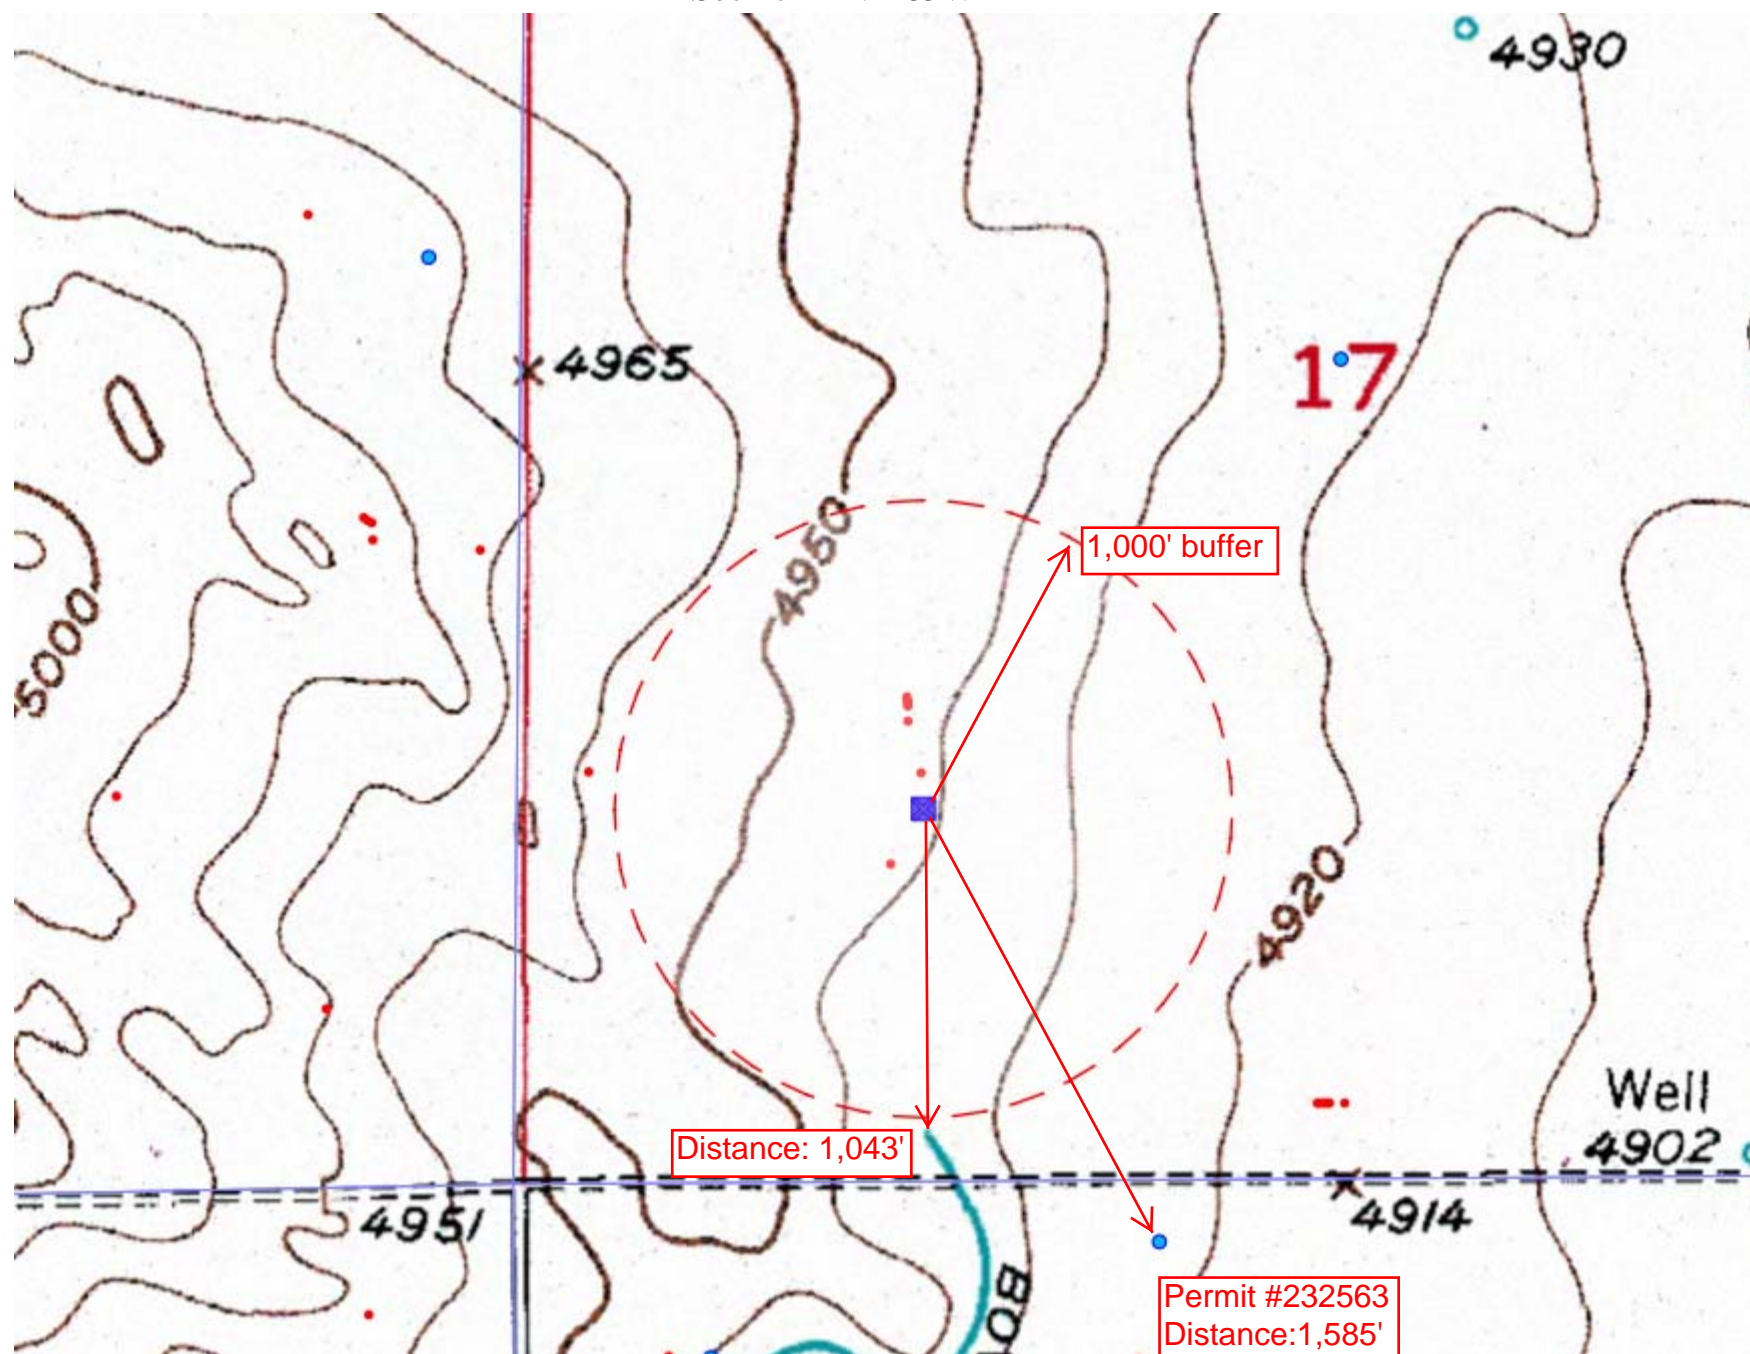 4930
4965
17
1,000' buffer
4950
5000
4920
Well
4902
Distance: 1,043'
4951
4914
Permit #232563
Distance:1,585'